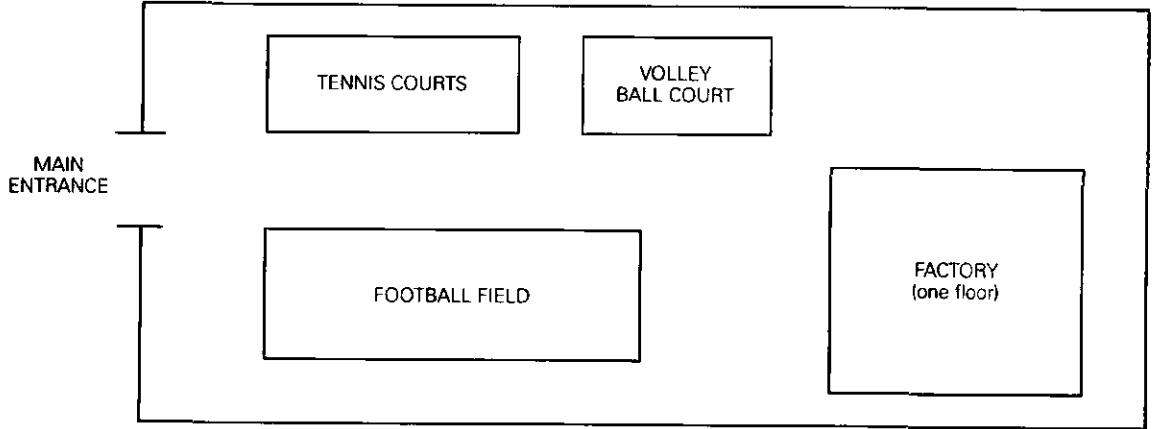 TENNIS COURTS
VOLLEY
BALL COURT
MAIN
ENTRANCE
FOOTBALL FIELD
FACTORY
(one floor)